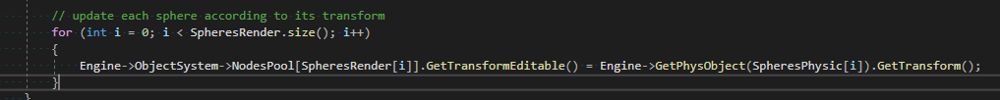 // update each sphere according to its transform
for (int i = 0; i < SpheresRender.size(); i++)
{
Engine->ObjectSystem->NodesPool[SpheresRender[i]].GetTransformEditable() = Engine->GetPhysObject(SpheresPhysic[i]).GetTransform();
}
}